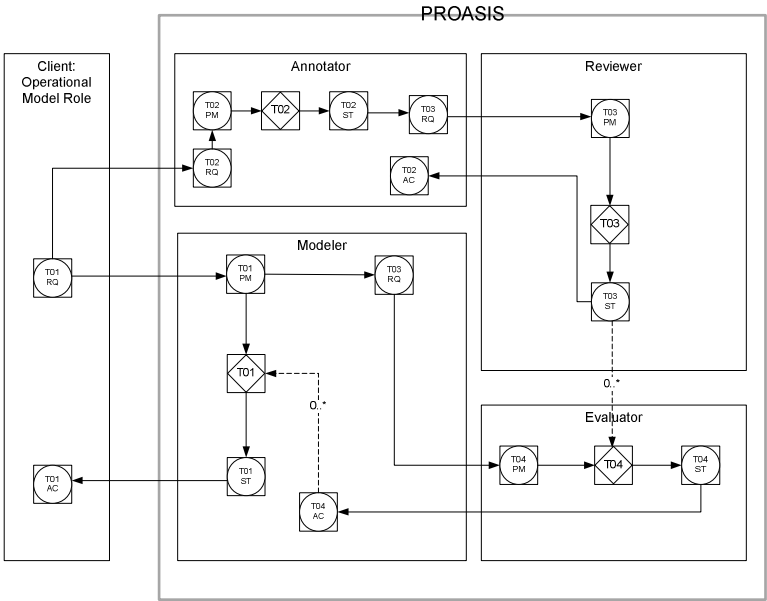 PROASIS
Client:
Operational
Model Role
Annotator
Reviewer
T02
PM
T02
T02
ST
T03
RQ
T03
PM
T02
RQ
T02
AC
T03
Modeler
T01
RQ
T01
PM
T03
RQ
T03
ST
T01
0..*
0..*
Evaluator
T01
AC
T01
ST
T04
PM
T04
T04
ST
T04
AC